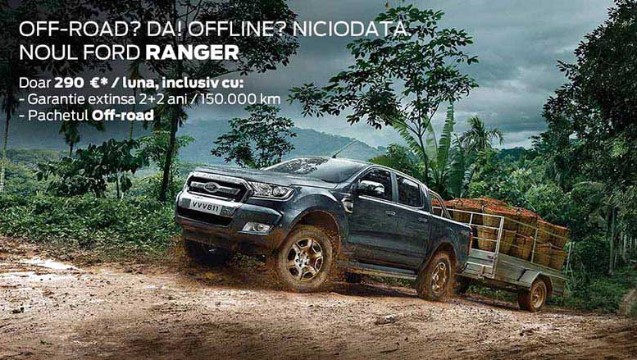 OFF-ROAD? DA! OFFLINE? NICIODATA.
NOUL FORD RANGER
Doar 290 €* / luna, inclusiv cu:
- Garantie extinsa 2+2 ani / 150.000 km
- Pachetul Off-road